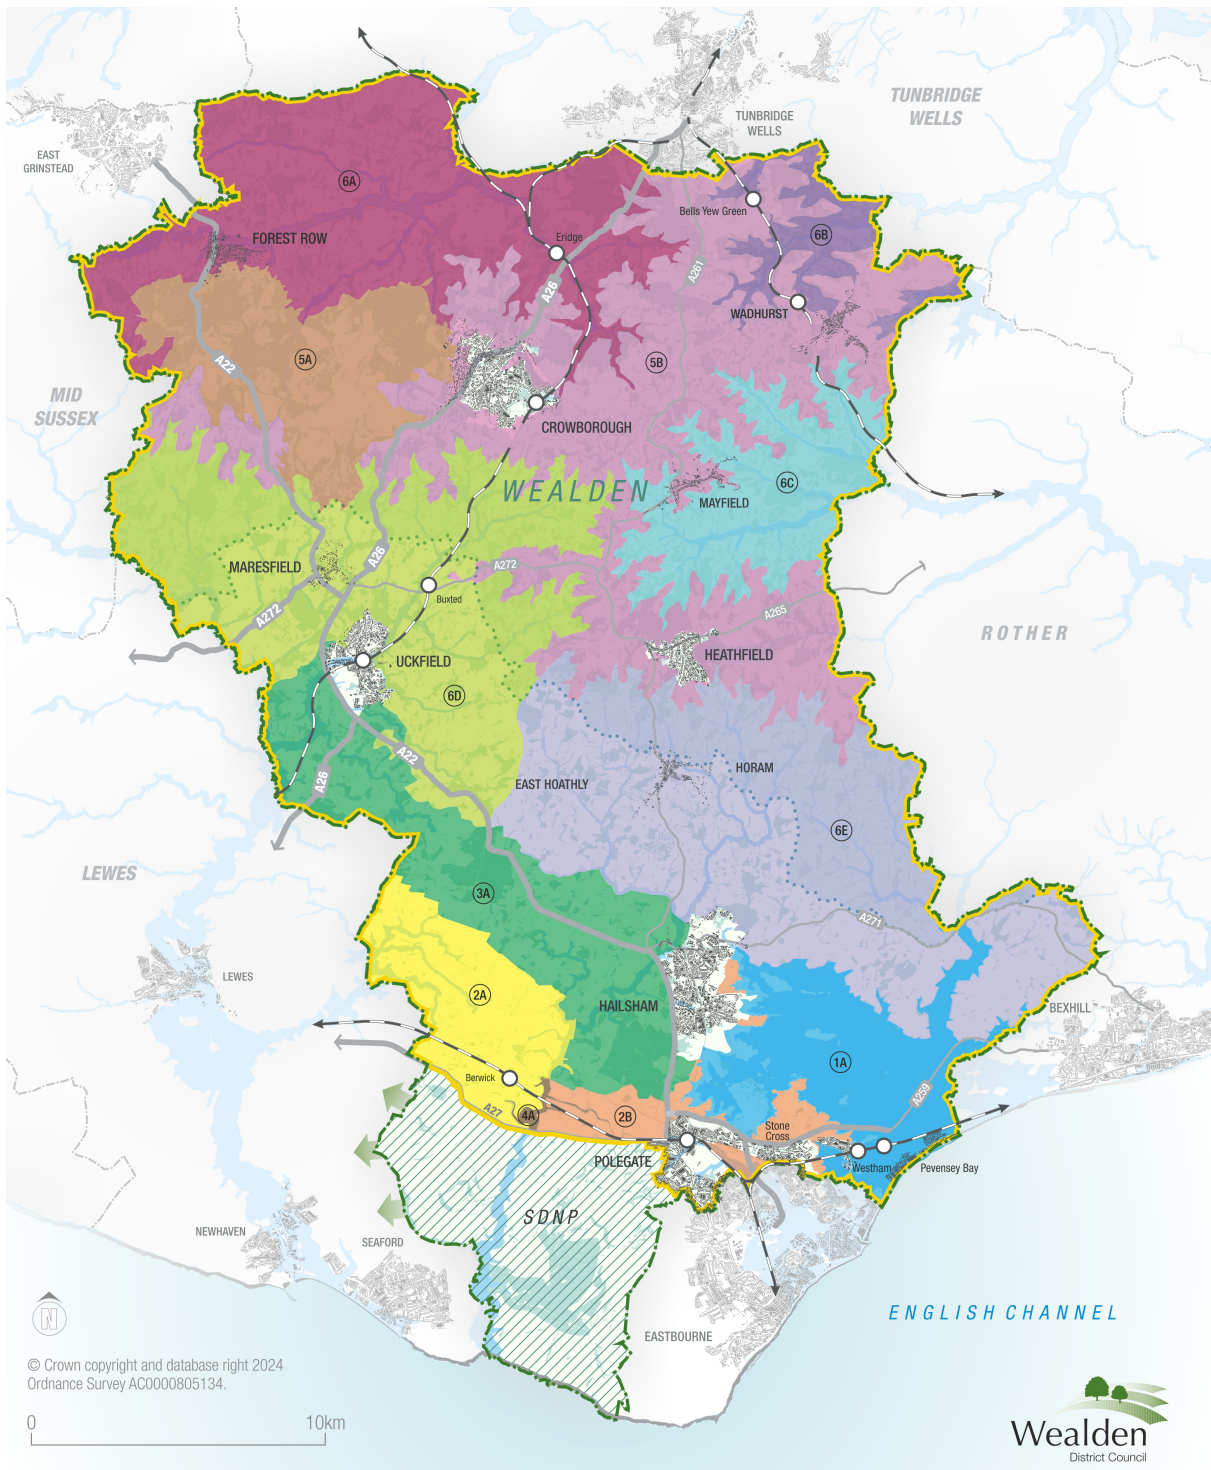 TUNBRIDGE
WELLS
TUNBRIDGE
WELLS
EAST
GRINSTEAD
6A
Bells Yew Green
6B
FOREST ROW
Eridge
A261
A26
WADHURST
5A
5B
A22
MID
SUSSEX
CROWBOROUGH
WEALDEN
6C
MAYFIELD
A26
MARESFIELD
A272
Buxted
A272
A265
ROTHER
UCKFIELD
HEATHFIELD
6D
A22
A26
EAST HOATHLY
HORAM
6E
LEWES
3A
A271
LEWES
2A
HAILSHAM
BEXHILL
1A
Berwick
A259
A27
4A
2B
Stone
Cross
POLEGATE
Westham
Pevensey Bay
SDNP
NEWHAVEN
SEAFORD
N
ENGLISH CHANNEL
EASTBOURNE
© Crown copyright and database right 2024
Ordnance Survey AC0000805134.
0
10km
Wealden
District Council